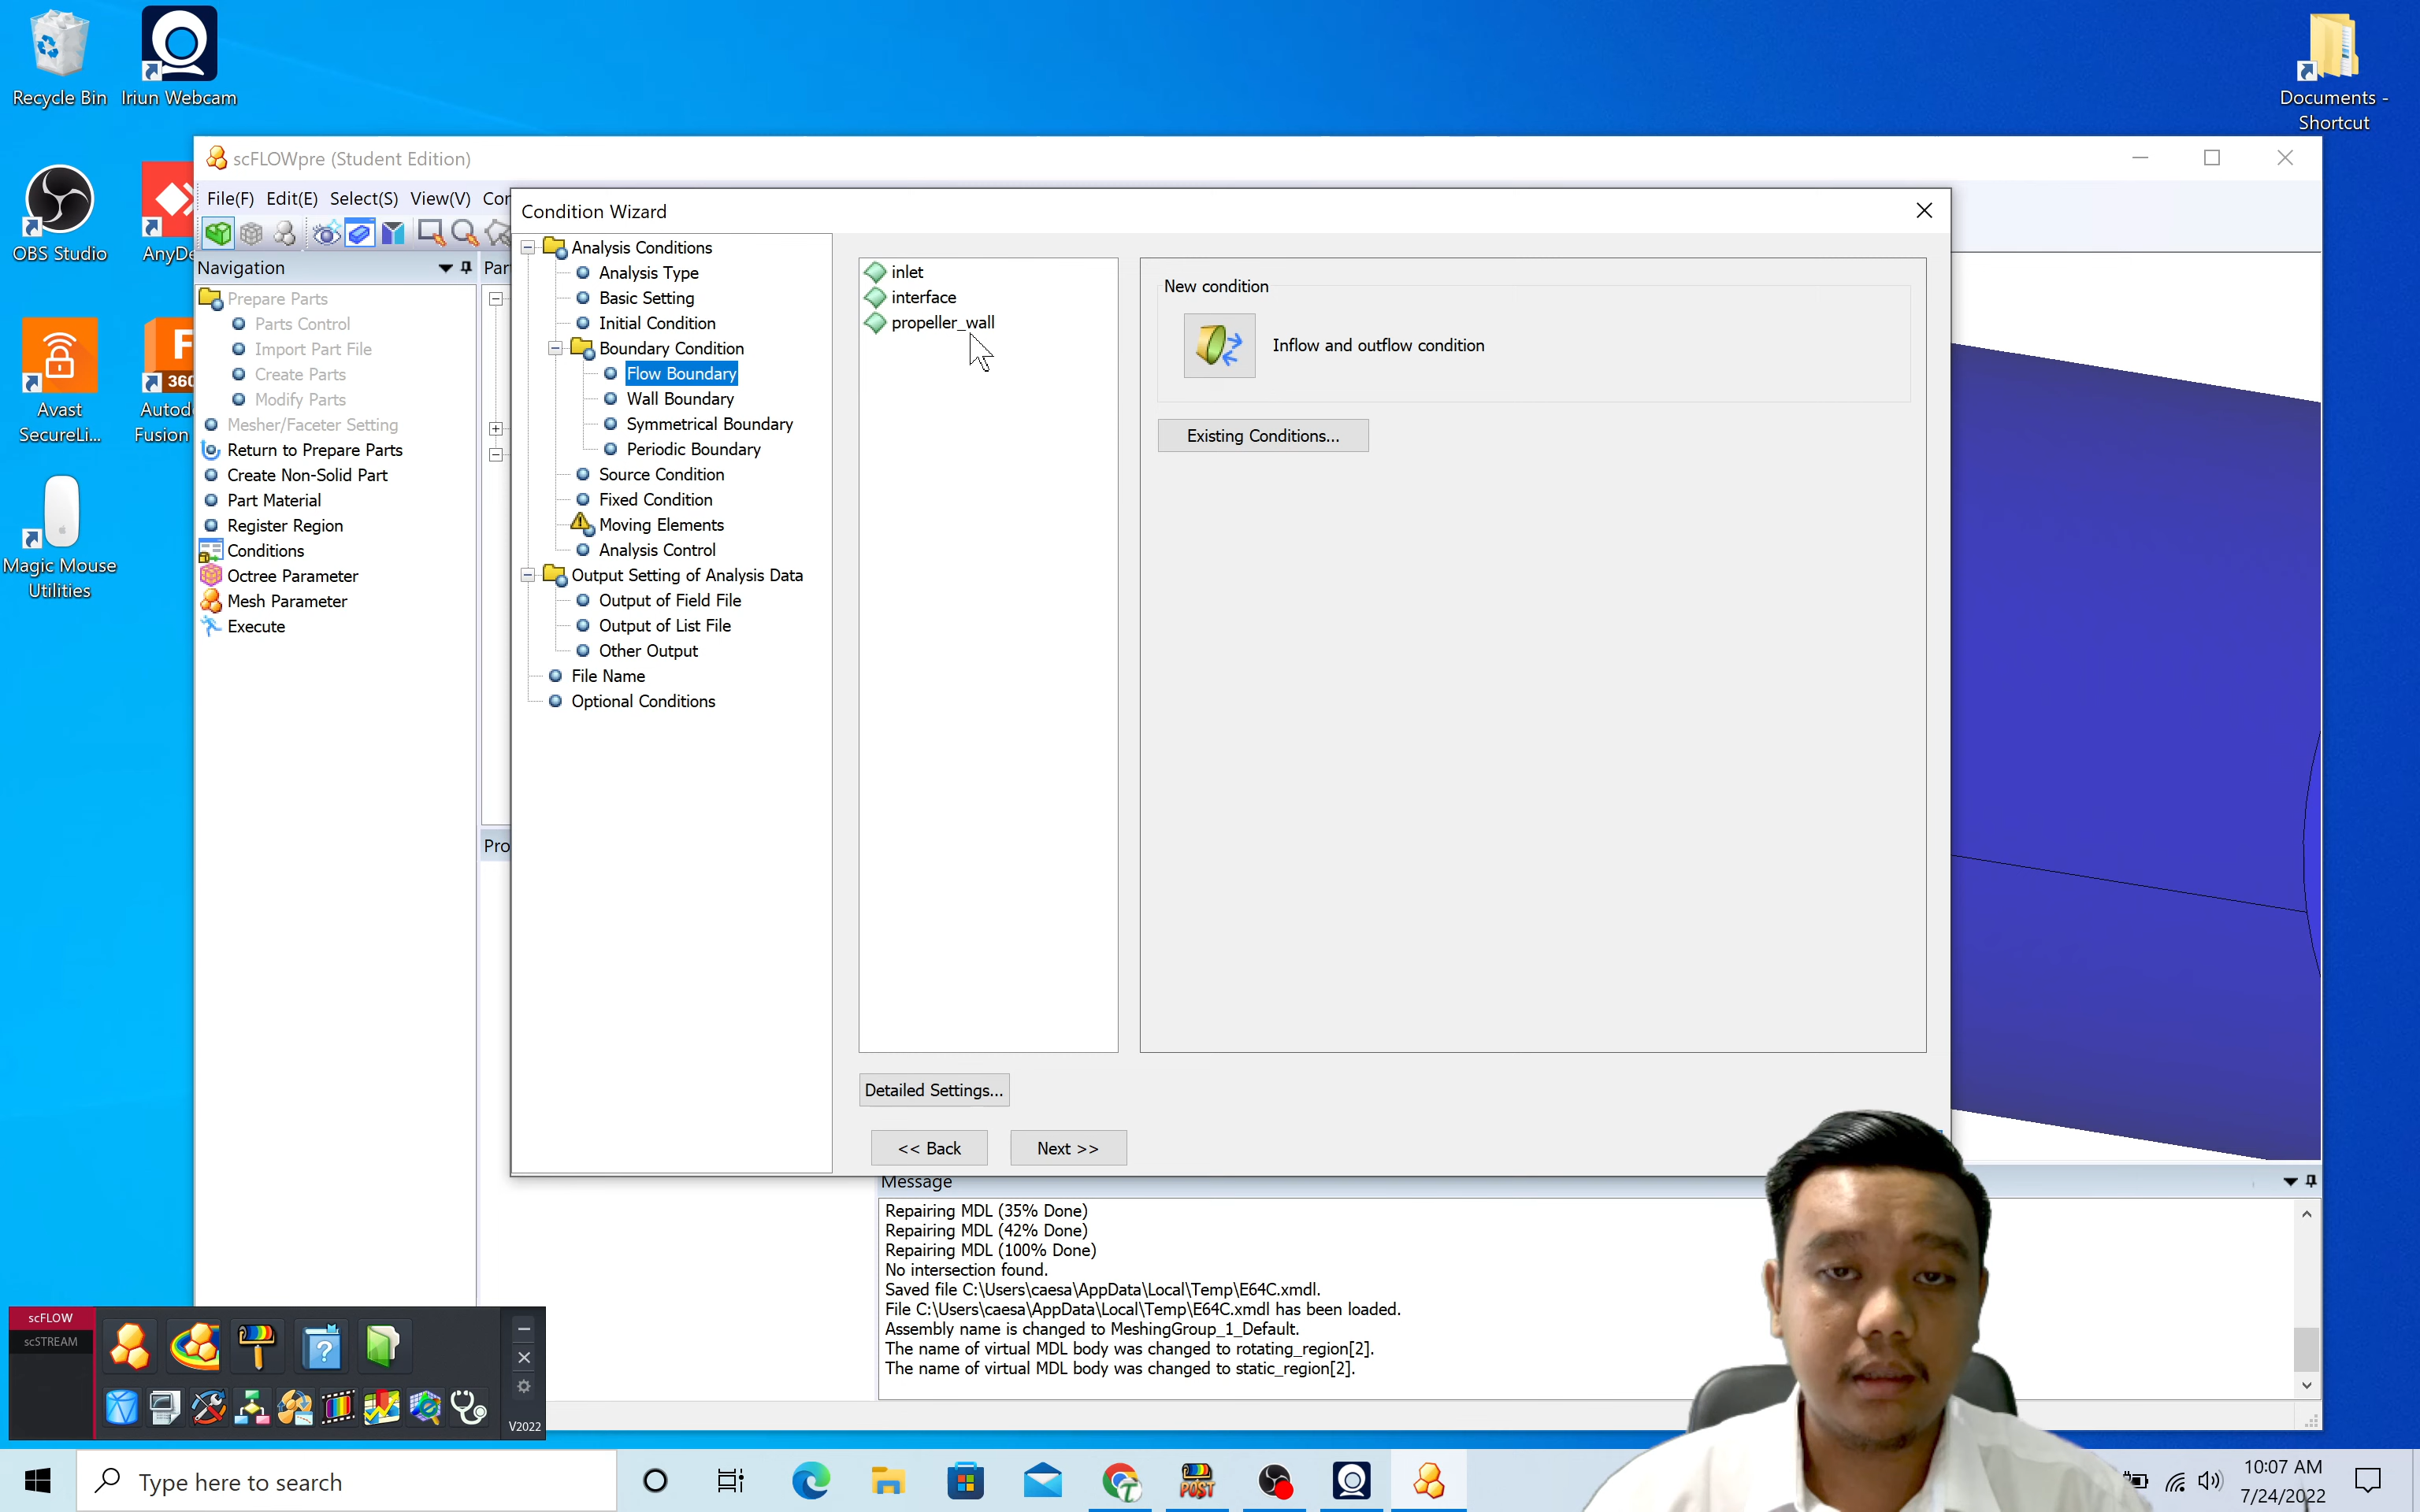 Recycle Bin
Iriun Webcam
Documents -
Shortcut
OBS Studio
AnyDe
Avast
SecureLi...
Autod
Fusion
360
Magic Mouse
Utilities
scFLOWpre (Student Edition)
File(F) Edit(E) Select(S) View(V) Cor
Navigation
Par
Prepare Parts
Parts Control
Import Part File
Create Parts
Modify Parts
Mesher/Faceter Setting
Return to Prepare Parts
Create Non-Solid Part
Part Material
Register Region
Conditions
Octree Parameter
Mesh Parameter
Execute
Pro
Condition Wizard
Analysis Conditions
Analysis Type
Basic Setting
Initial Condition
Boundary Condition
Flow Boundary
Wall Boundary
Symmetrical Boundary
Periodic Boundary
Source Condition
Fixed Condition
Moving Elements
Analysis Control
Output Setting of Analysis Data
Output of Field File
Output of List File
Other Output
File Name
Optional Conditions
inlet
interface
propeller_wall
New condition
Inflow and outflow condition
Existing Conditions...
Detailed Settings...
<< Back
Next >>
Message
Repairing MDL (35% Done)
Repairing MDL (42% Done)
Repairing MDL (100% Done)
No intersection found.
Saved file C:\Users\caesa\AppData\Local\Temp\E64C.xmdl.
File C:\Users\caesa\AppData\Local\Temp\E64C.xmdl has been loaded.
Assembly name is changed to MeshingGroup_1_Default.
The name of virtual MDL body was changed to rotating_region[2].
The name of virtual MDL body was changed to static_region[2].
scFLOW
scSTREAM
V2022
Type here to search
POST
10:07 AM
7/24/2022